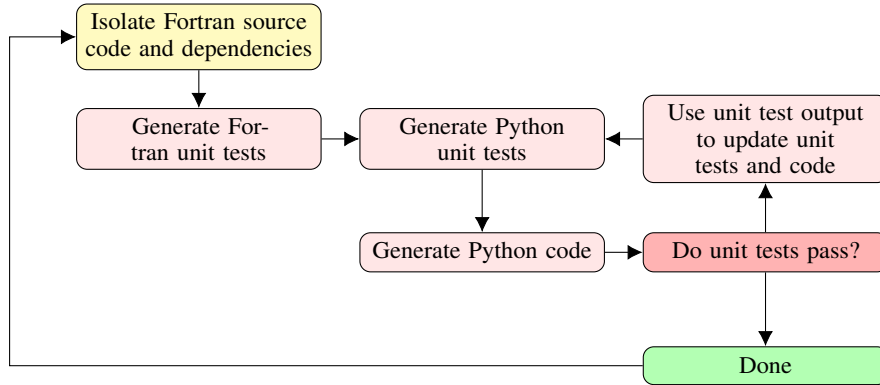 Isolate Fortran source
code and dependencies
Generate For-
tran unit tests
Generate Python
unit tests
Use unit test output
to update unit
tests and code
Generate Python code
Do unit tests pass?
Done